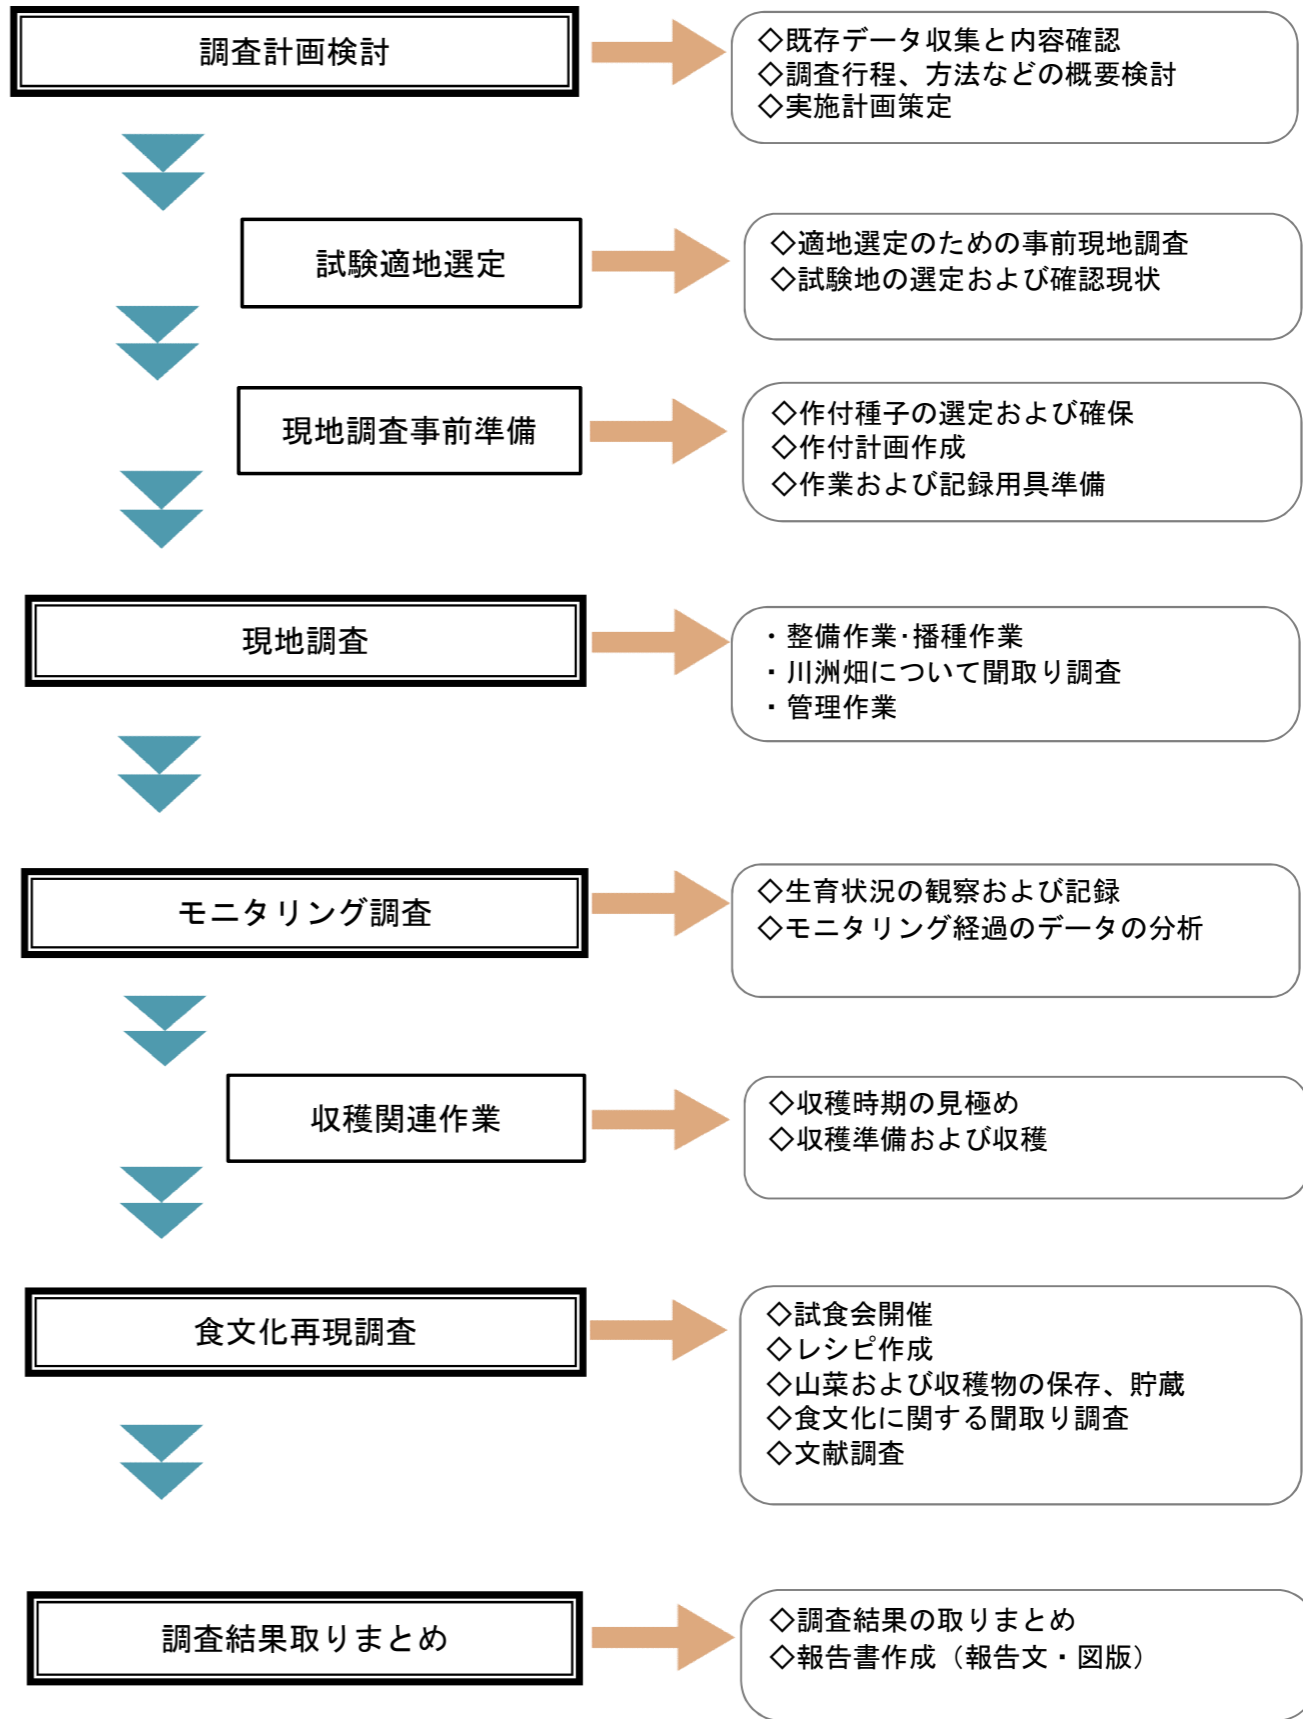 調査計画検討
◇既存データ収集と内容確認
◇調査行程、方法などの概要検討
◇実施計画策定
試験適地選定
◇適地選定のための事前現地調査
◇試験地の選定および確認現状
現地調査事前準備
◇作付種子の選定および確保
◇作付計画作成
◇作業および記録用具準備
現地調査
・整備作業・播種作業
・川洲畑について聞取り調査
・管理作業
モニタリング調査
◇生育状況の観察および記録
◇モニタリング経過のデータの分析
収穫関連作業
◇収穫時期の見極め
◇収穫準備および収穫
食文化再現調査
◇試食会開催
◇レシピ作成
◇山菜および収穫物の保存、貯蔵
◇食文化に関する聞取り調査
◇文献調査
調査結果取りまとめ
◇調査結果の取りまとめ
◇報告書作成（報告文・図版）